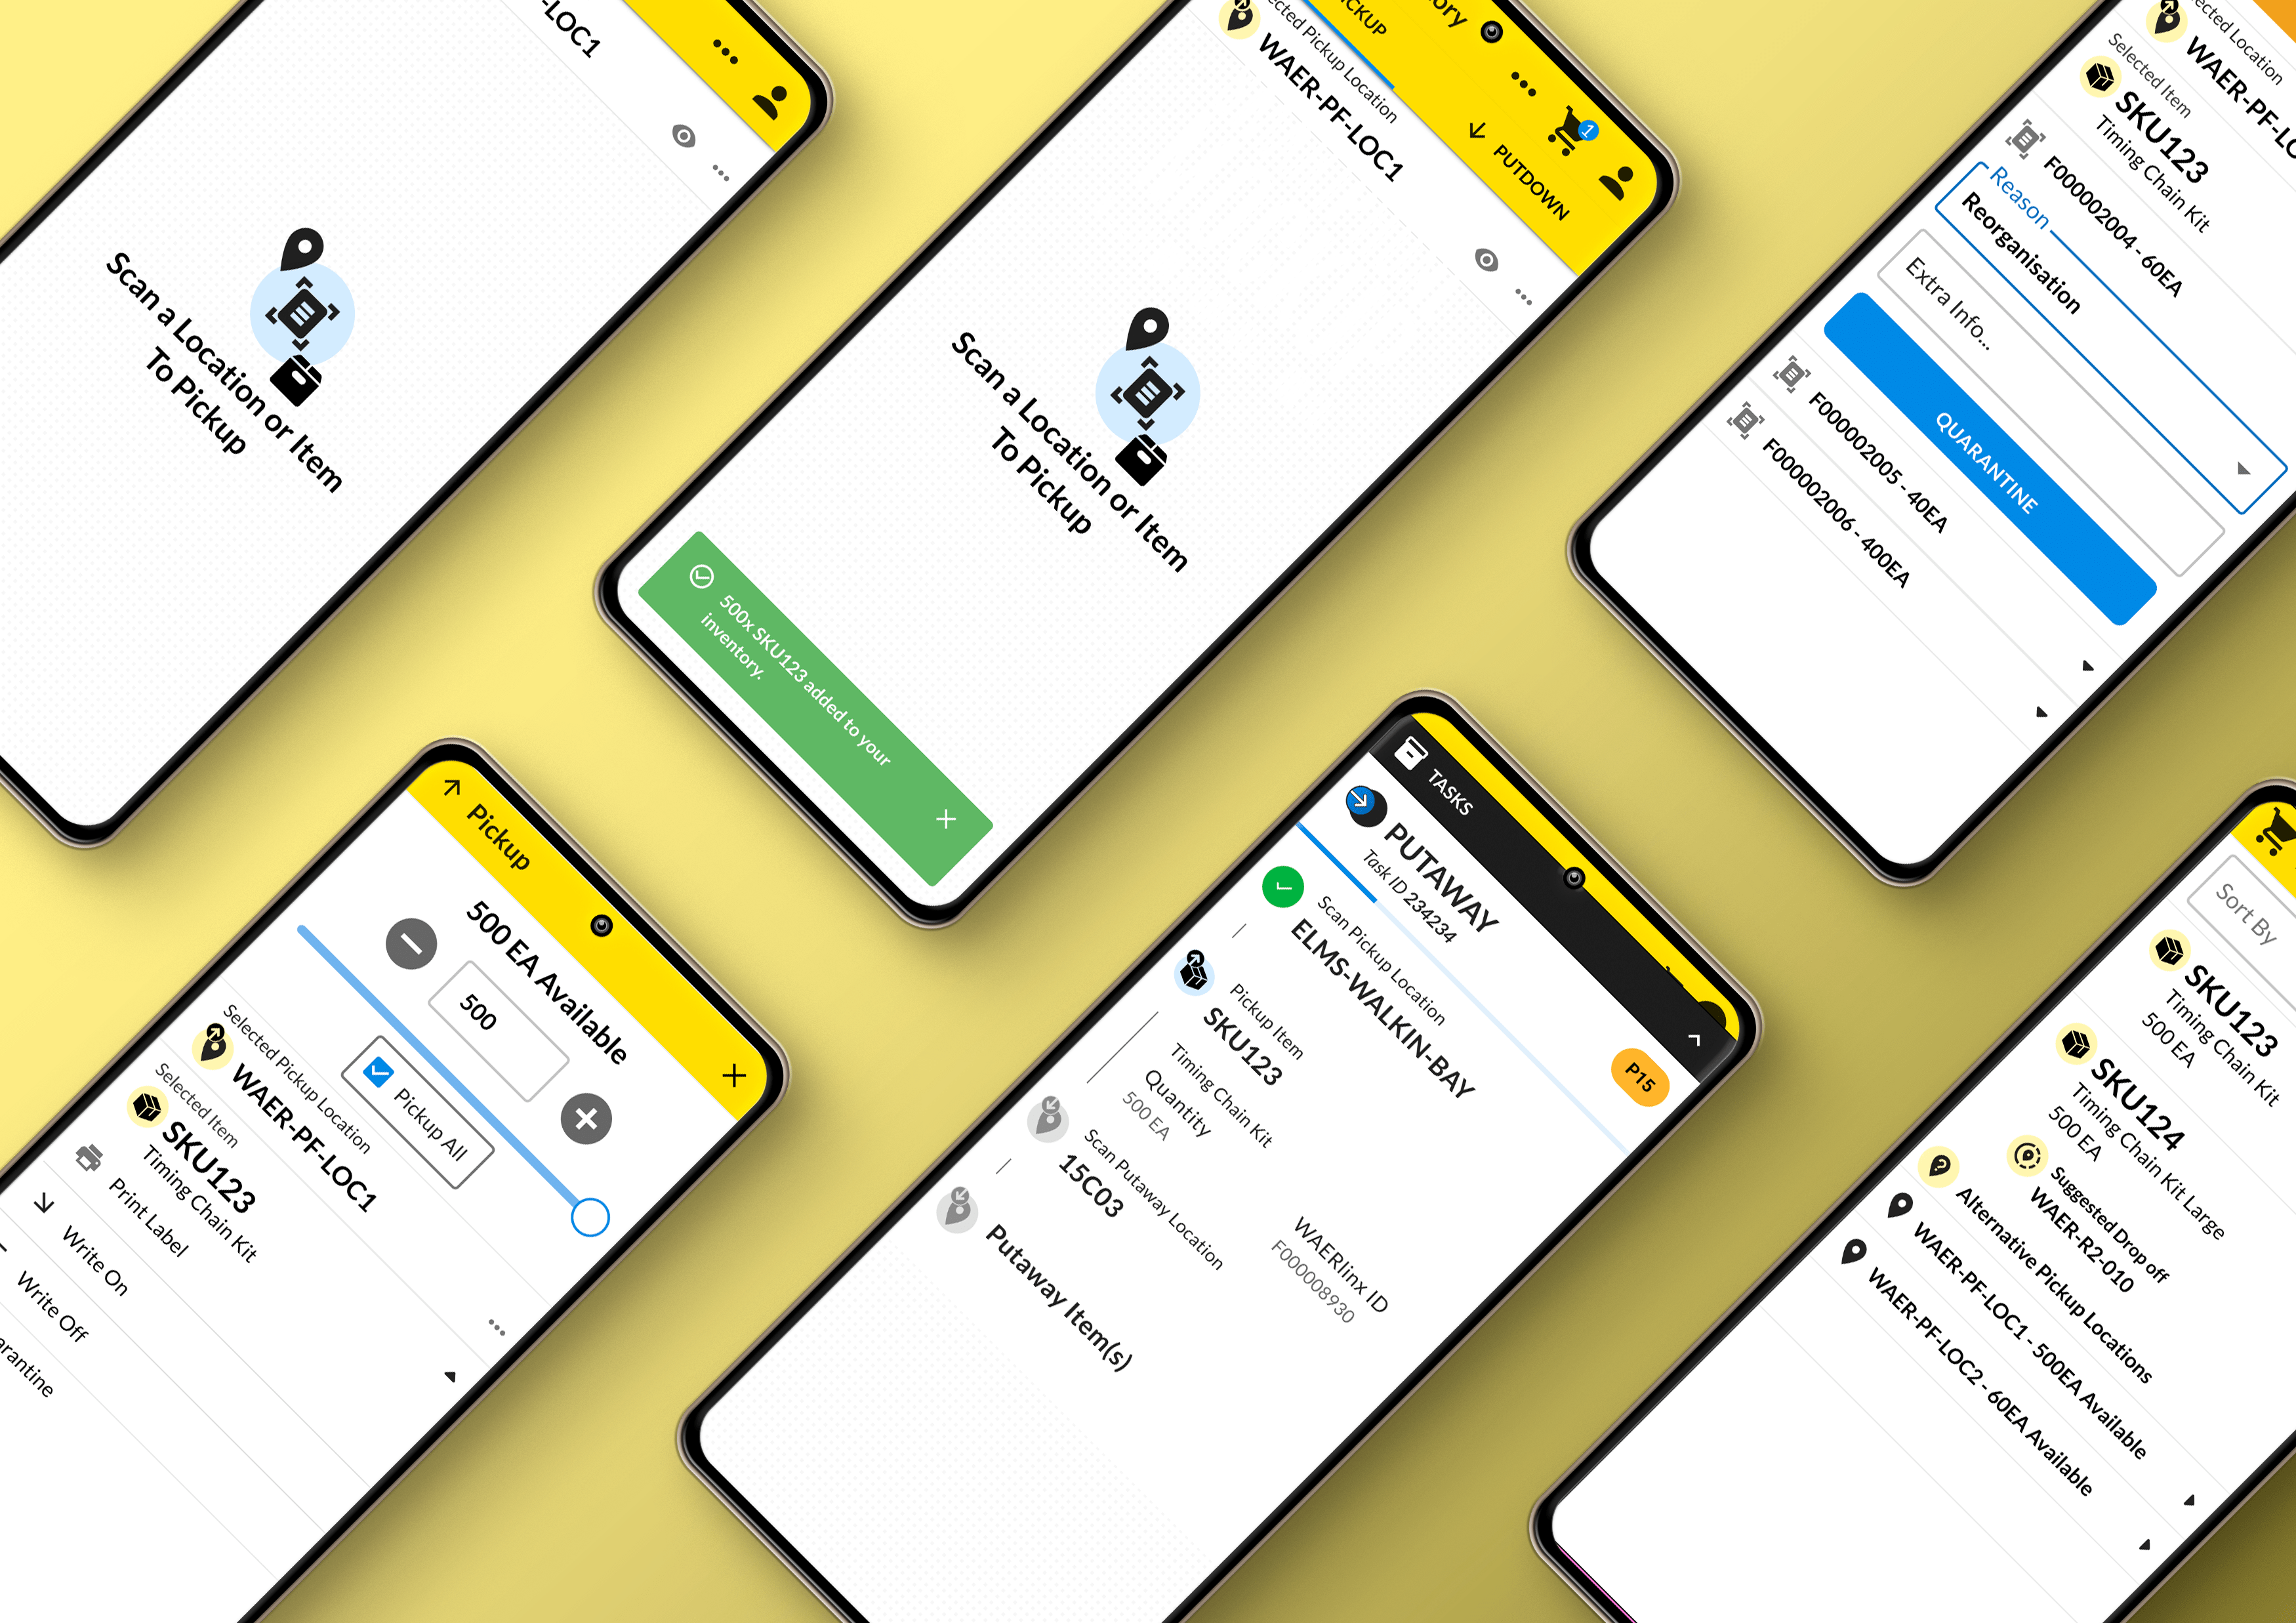 -LOC1
Scan a Location or Item
To Pickup
ory
PICKUP
1
PUTDOWN
Selected Pickup Location
WAER-PF-LOC1
Scan a Location or Item
To Pickup
500x SKU123 added to your
inventory.
Selected Location
WAER-PF-LOC
Selected Item
SKU123
Timing Chain Kit
F000002004 - 60EA
Reason
Reorganisation
Extra Info...
QUARANTINE
F000002005 - 40EA
F000002006 - 400EA
Pickup
500 EA Available
500
Pickup All
Selected Pickup Location
WAER-PF-LOC1
Selected Item
SKU123
Timing Chain Kit
Print Label
Write On
Write Off
arantine
TASKS
PUTAWAY
Task ID 234234
P15
Scan Pickup Location
ELMS-WALKIN-BAY
Pickup Item
SKU123
Timing Chain Kit
Quantity
500 EA
WAERlinx ID
F000008930
Scan Putaway Location
15C03
Putaway Item(s)
Sort By
SKU123
Timing Chain Kit
500 EA
SKU124
Timing Chain Kit Large
500 EA
Suggested Drop off
WAER-R2-010
Alternative Pickup Locations
WAER-PF-LOC1 - 500EA Available
WAER-PF-LOC2 - 60EA Available